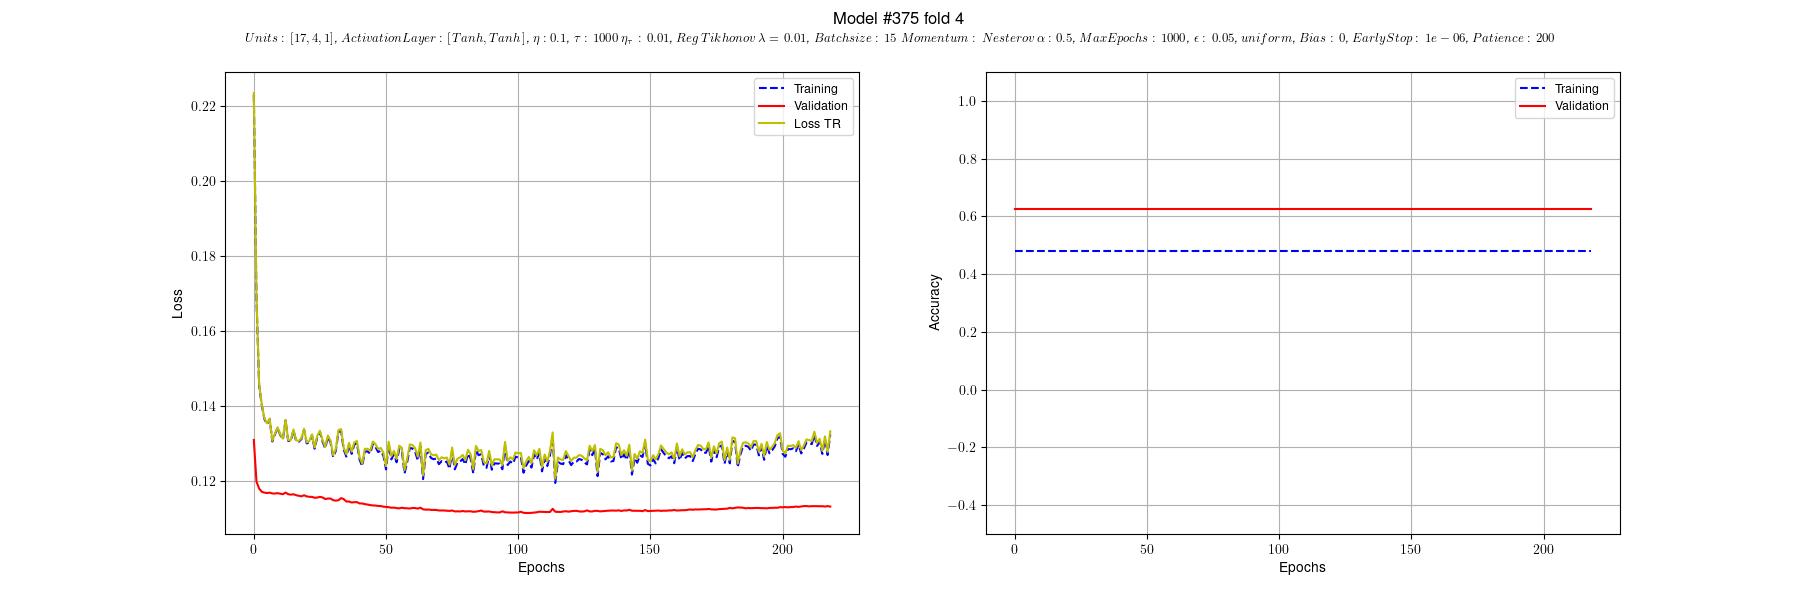 Model #375 fold 4
Units : [17, 4, 1], ActivationLayer : [Tanh, Tanh], η : 0.1, τ : 1000 η_τ : 0.01, Reg Tikhonov λ = 0.01, Batchsize : 15 Momentum : Nesterov α : 0.5, MaxEpochs : 1000, ϵ : 0.05, uniform, Bias : 0, EarlyStop : 1e − 06, Patience : 200
Loss
0.22
0.20
0.18
0.16
0.14
0.12
Training
Validation
Loss TR
0 50 100 150 200
Epochs
Accuracy
1.0
0.8
0.6
0.4
0.2
0.0
−0.2
−0.4
Training
Validation
0 50 100 150 200
Epochs